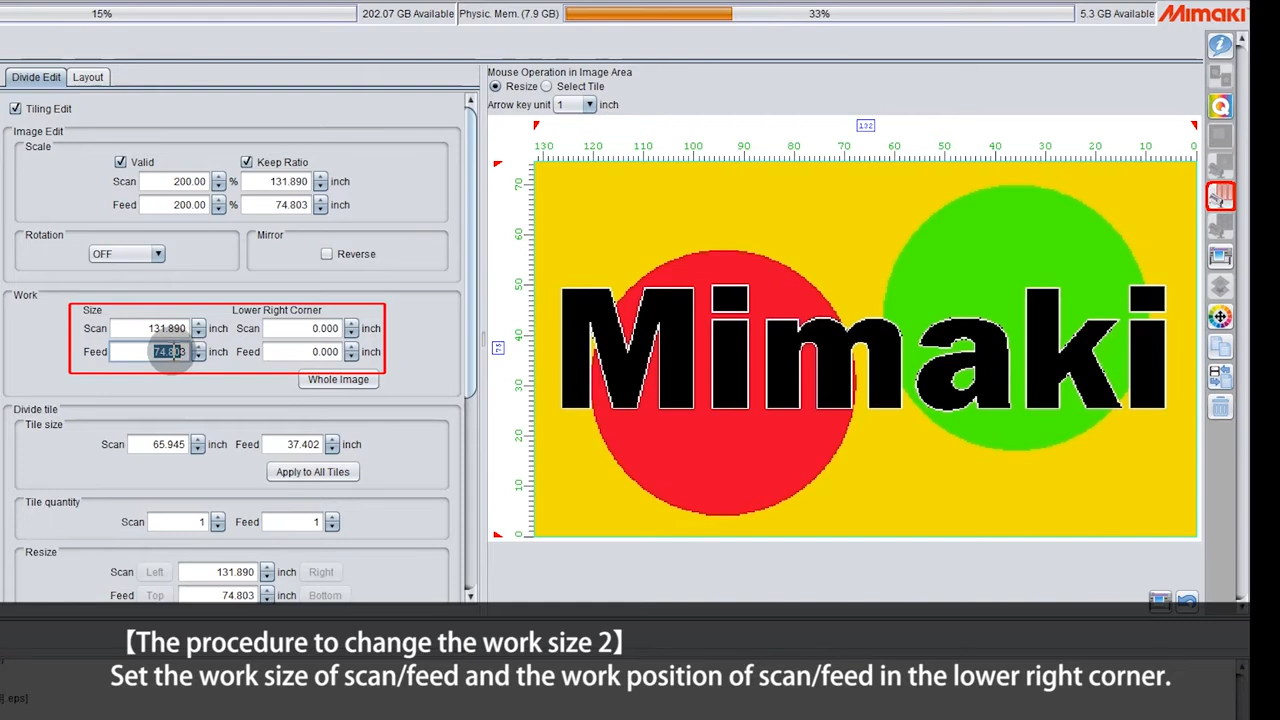 15%
202.07 GB Available
Physic. Mem. (7.9 GB)
33%
5.3 GB Available
Mimaki
Divide Edit
Layout
Tiling Edit
Image Edit
Scale
Valid
Keep Ratio
Scan 200.00 % 131.890 inch
Feed 200.00 % 74.803 inch
Rotation
OFF
Mirror
Reverse
Work
Size
Lower Right Corner
Scan 131.890 inch Scan 0.000 inch
Feed 74.803 inch Feed 0.000 inch
Whole Image
Divide tile
Tile size
Scan 65.945 inch Feed 37.402 inch
Apply to All Tiles
Tile quantity
Scan 1 Feed 1
Resize
Scan Left 131.890 inch Right
Feed Top 74.803 inch Bottom
Mouse Operation in Image Area
Resize Select Tile
Arrow key unit 1 inch
132
130 120 110 100 90 80 70 60 50 40 30 20 10 0
70
60
50
40
30
20
10
0
75
Mimaki
Q
.eps]
【The procedure to change the work size 2】
Set the work size of scan/feed and the work position of scan/feed in the lower right corner.